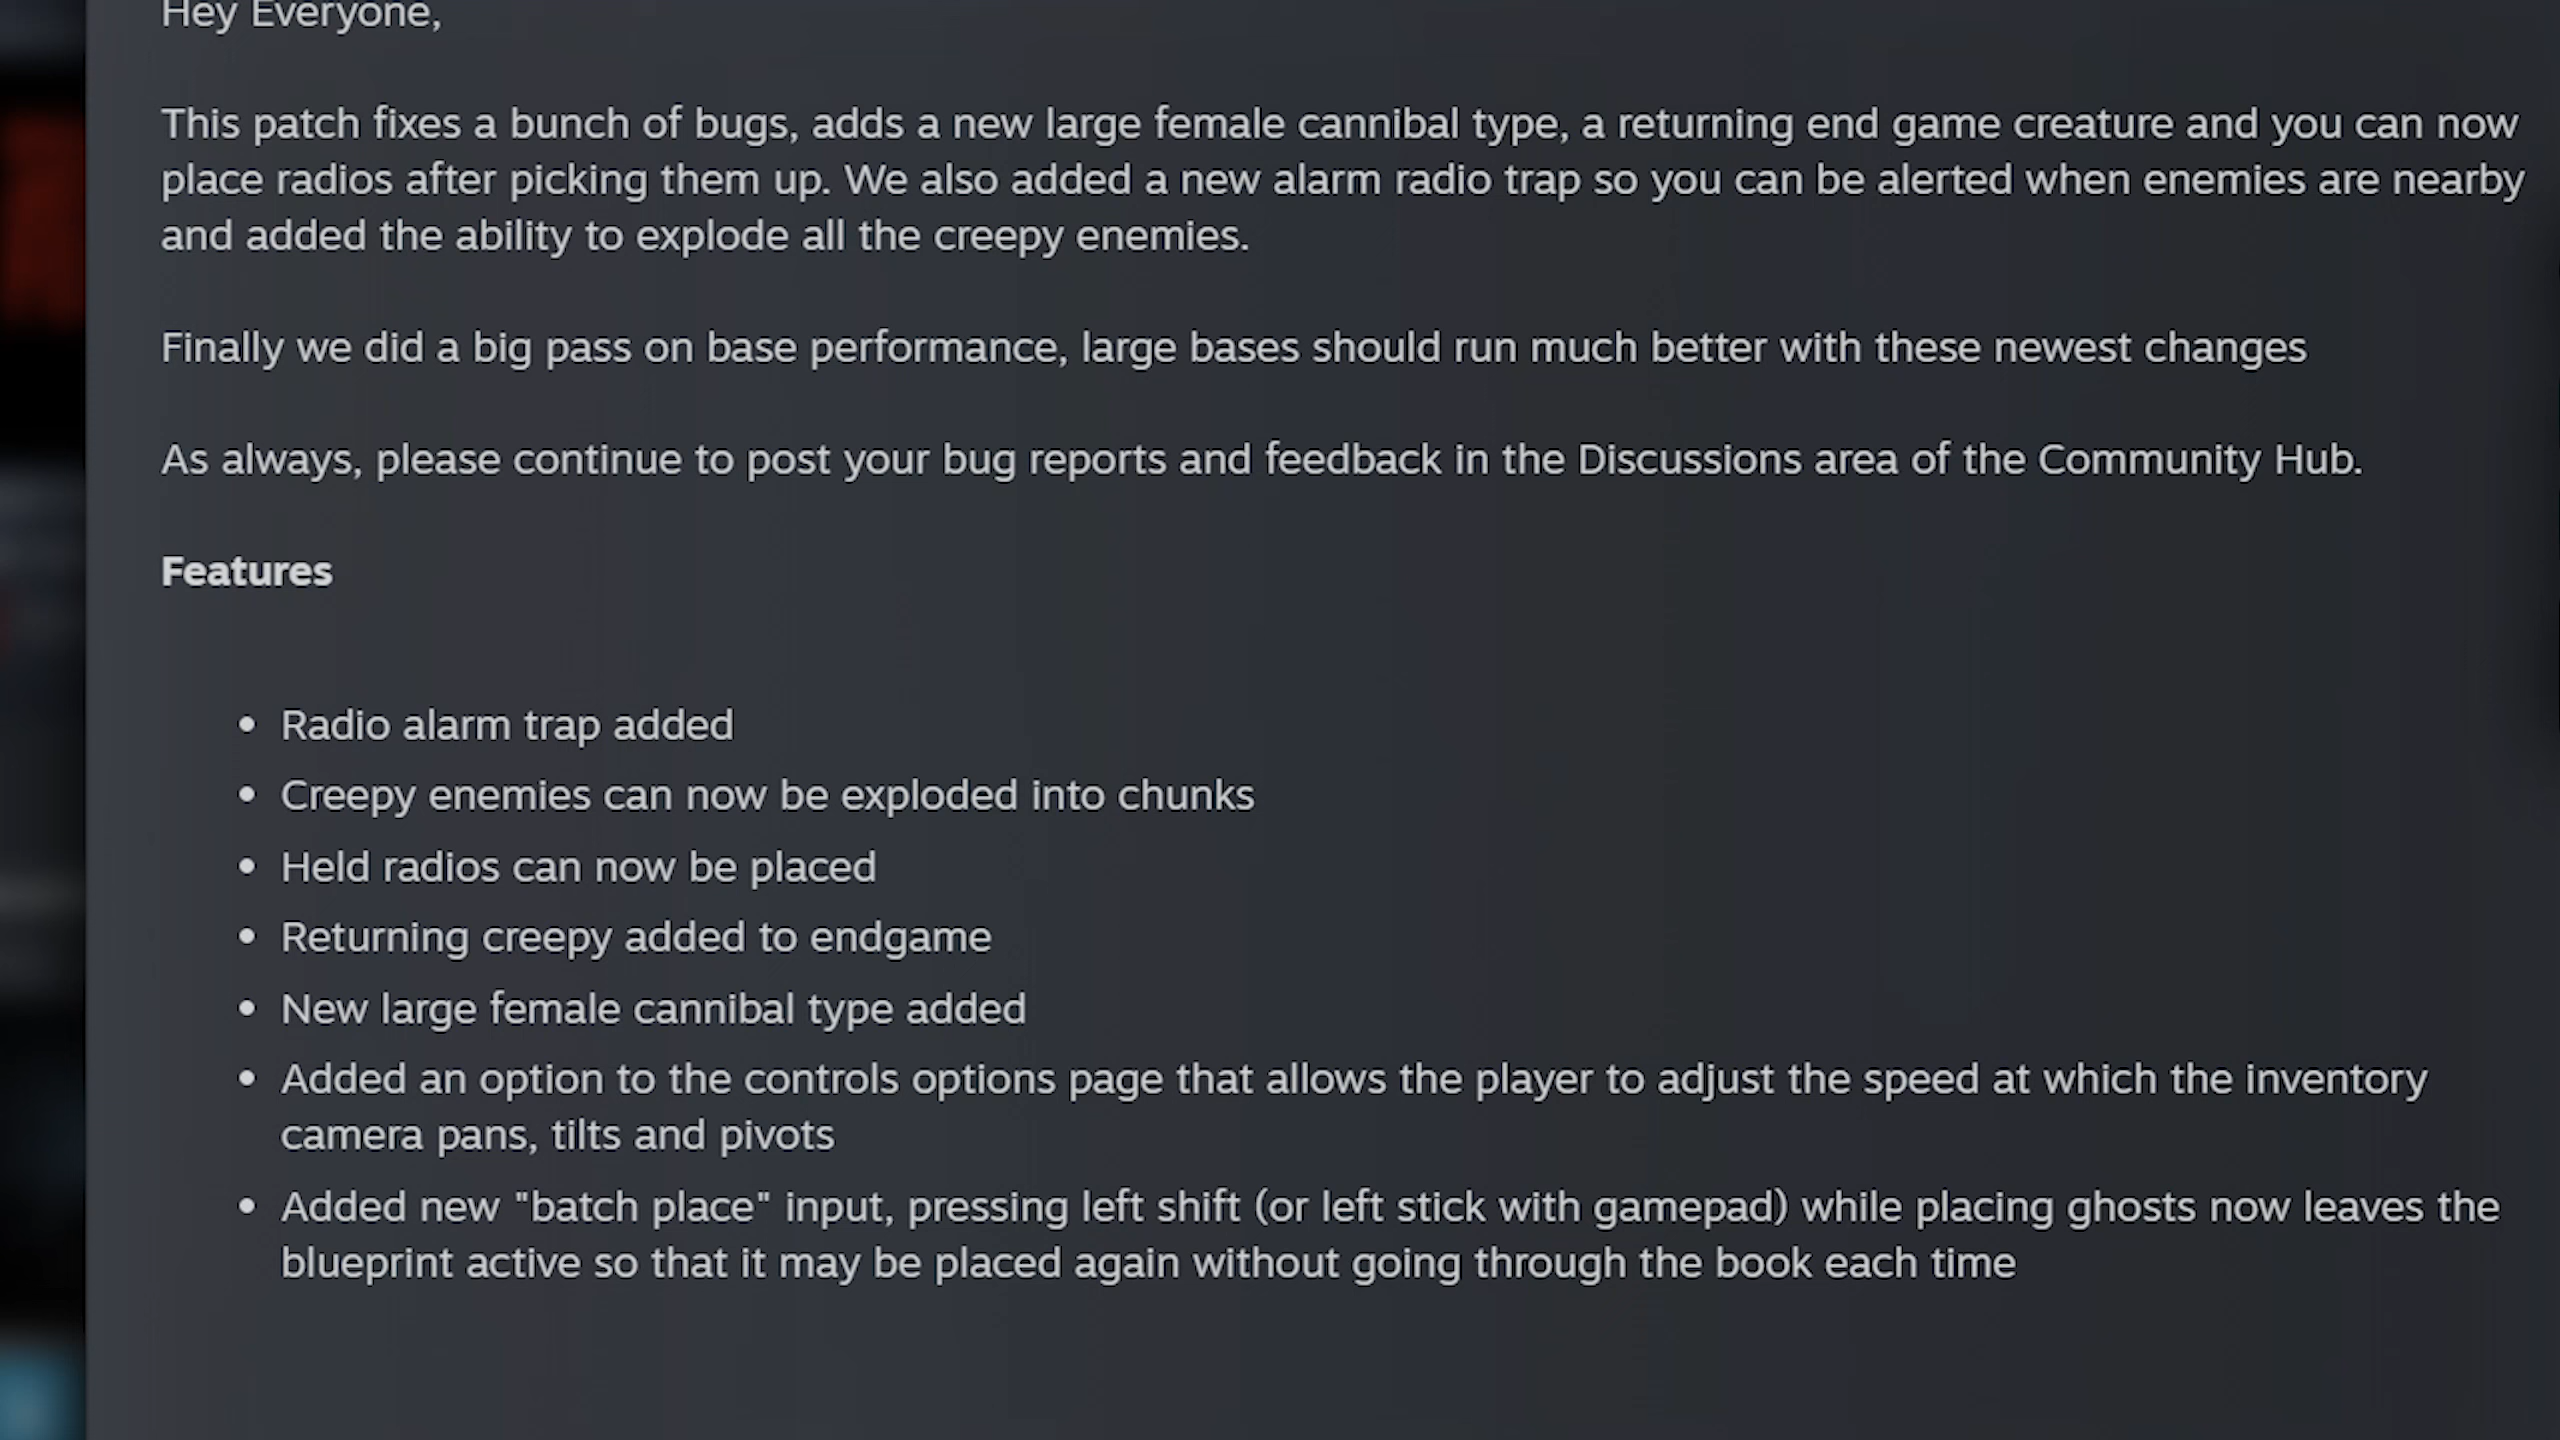 Hey Everyone,
This patch fixes a bunch of bugs, adds a new large female cannibal type, a returning end game creature and you can now
place radios after picking them up. We also added a new alarm radio trap so you can be alerted when enemies are nearby
and added the ability to explode all the creepy enemies.
Finally we did a big pass on base performance, large bases should run much better with these newest changes
As always, please continue to post your bug reports and feedback in the Discussions area of the Community Hub.
Features
• Radio alarm trap added
• Creepy enemies can now be exploded into chunks
• Held radios can now be placed
• Returning creepy added to endgame
• New large female cannibal type added
• Added an option to the controls options page that allows the player to adjust the speed at which the inventory
camera pans, tilts and pivots
• Added new "batch place" input, pressing left shift (or left stick with gamepad) while placing ghosts now leaves the
blueprint active so that it may be placed again without going through the book each time